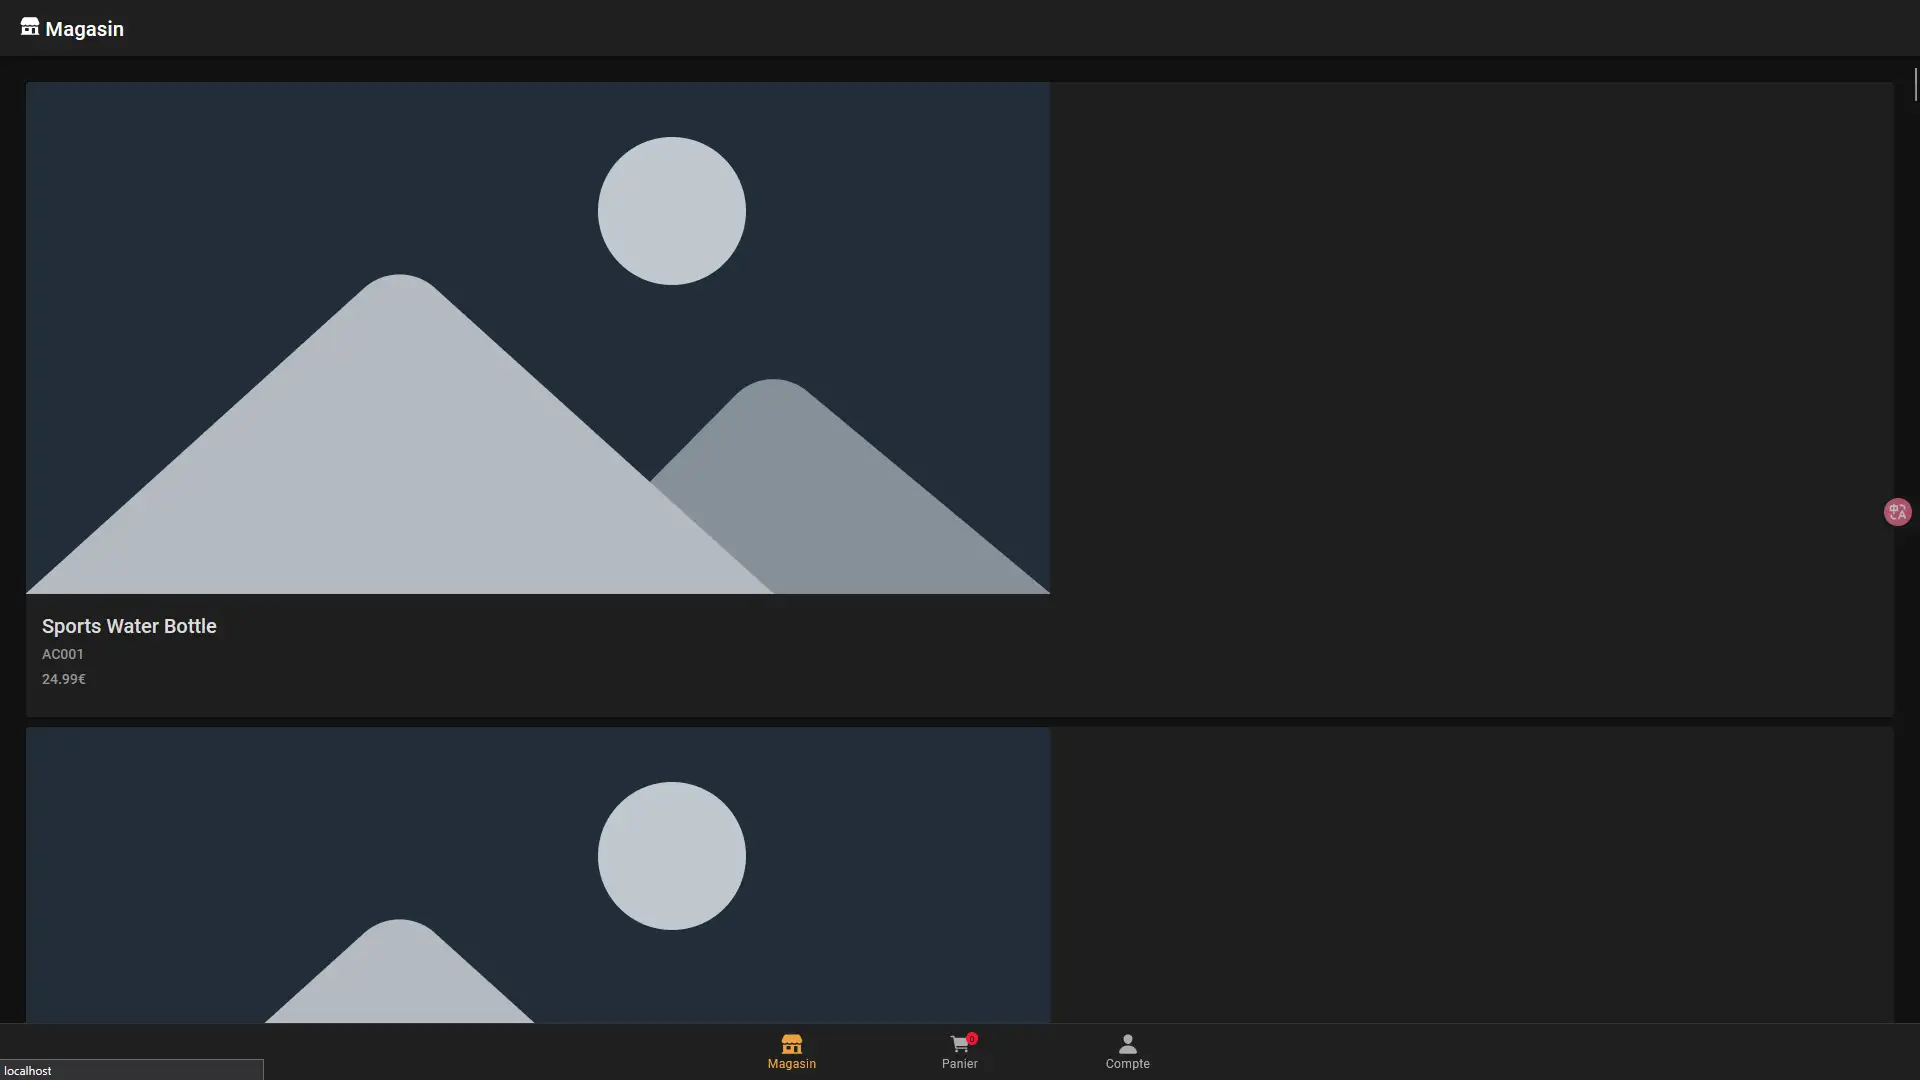 Magasin
Sports Water Bottle
AC001
24.99€
Magasin
0
Panier
Compte
localhost